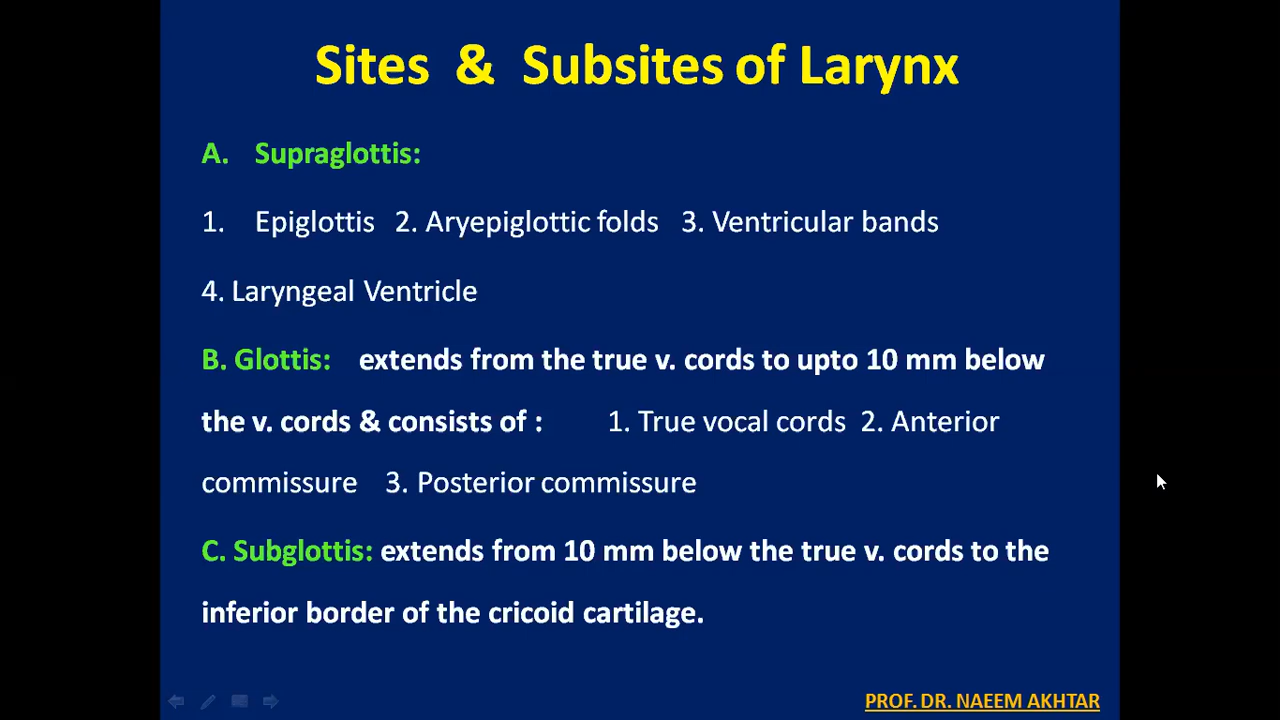 Sites & Subsites of Larynx
A. Supraglottis:
1. Epiglottis 2. Aryepiglottic folds 3. Ventricular bands
4. Laryngeal Ventricle
B. Glottis: extends from the true v. cords to upto 10 mm below
the v. cords & consists of : 1. True vocal cords 2. Anterior
commissure 3. Posterior commissure
C. Subglottis: extends from 10 mm below the true v. cords to the
inferior border of the cricoid cartilage.
PROF. DR. NAEEM AKHTAR